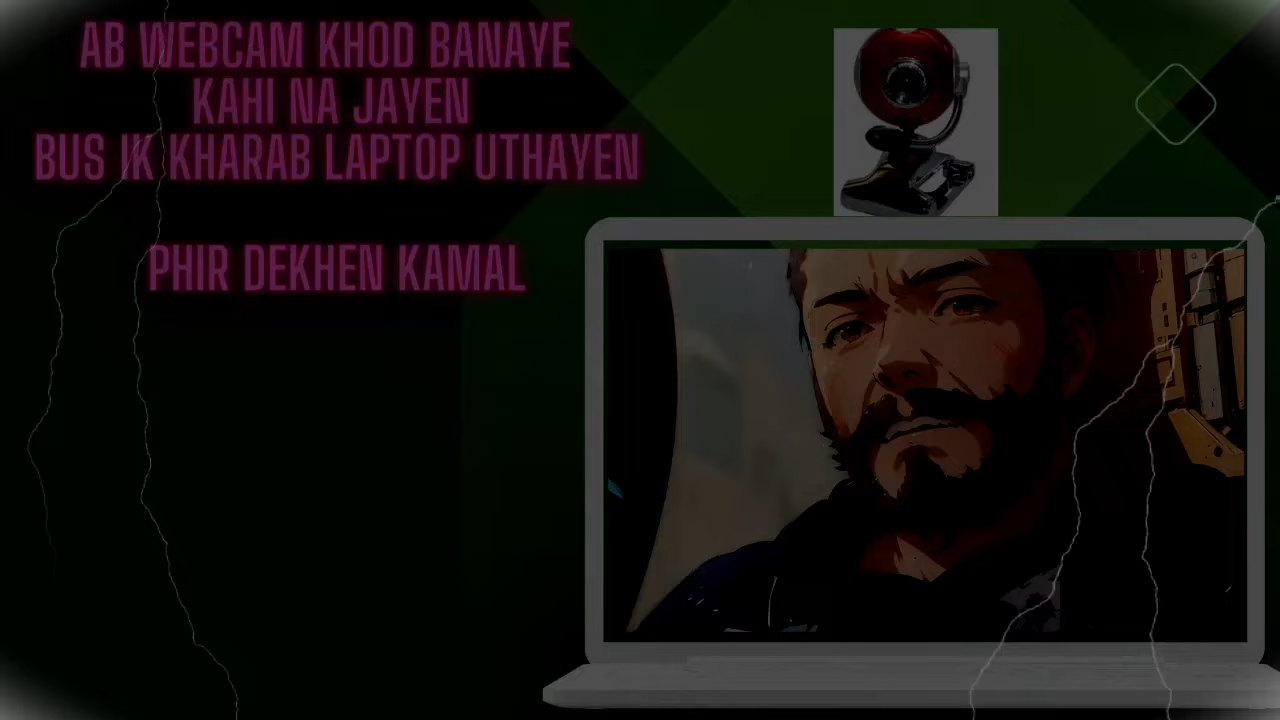 AB WEBCAM KHOD BANAYE
KAHI NA JAYEN
BUS IK KHARAB LAPTOP UTHAYEN
PHIR DEKHEN KAMAL